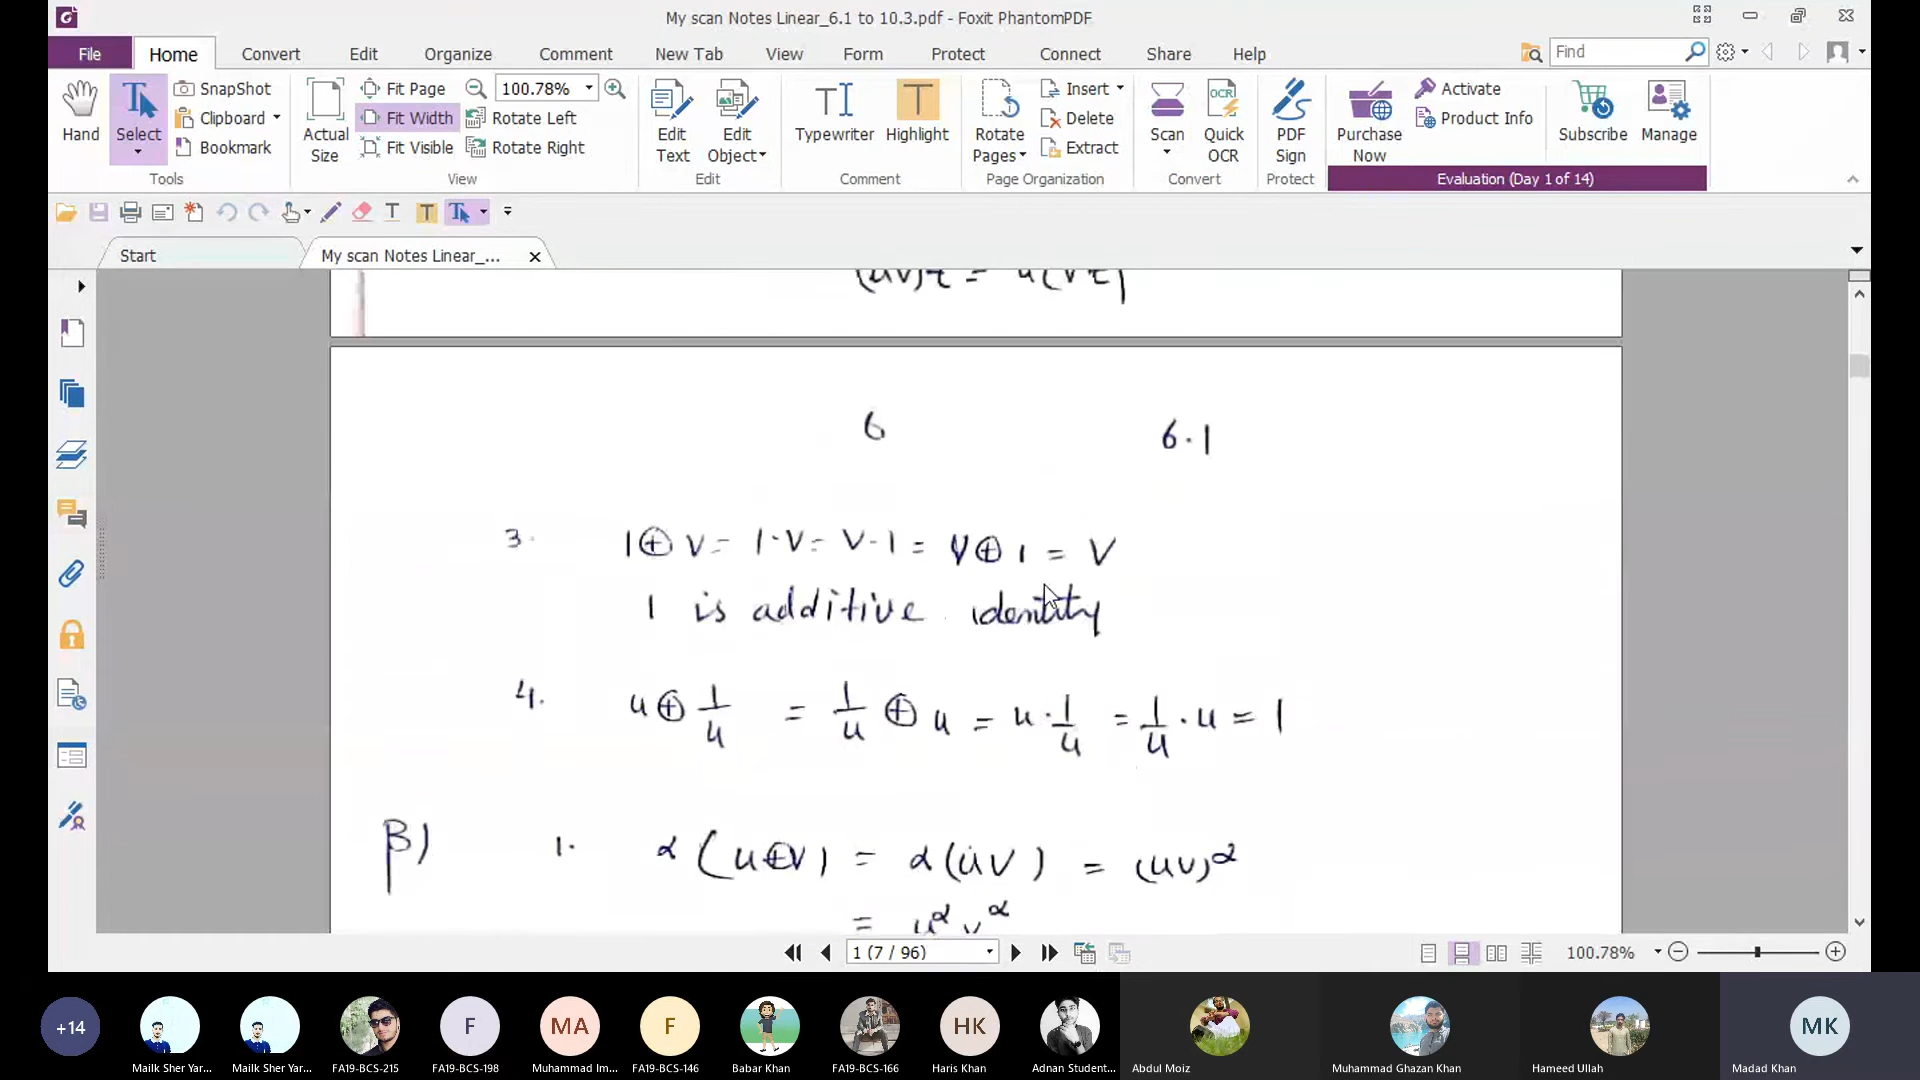 My scan Notes Linear_6.1 to 10.3.pdf - Foxit PhantomPDF
File Home Convert Edit Organize Comment New Tab View Form Protect Connect Share Help Find
Hand
Select
SnapShot
Clipboard
Bookmark
Tools
Actual Size
Fit Page
Fit Width
Fit Visible
100.78%
Rotate Left
Rotate Right
View
Edit Text
Edit Object
Edit
Typewriter
Highlight
Comment
Rotate Pages
Insert
Delete
Extract
Page Organization
Scan
Quick OCR
Convert
PDF Sign
Protect
Purchase Now
Activate
Product Info
Subscribe
Manage
Evaluation (Day 1 of 14)
Start
My scan Notes Linear_...
(uv)z = u(vz)
6 6.1
3. 1⊕v = 1·v = v·1 = v⊕1 = v
1 is additive identity
4. u⊕1/u = 1/u⊕u = u·1/u = 1/u·u = 1
β) 1. α(u⊕v) = α(uv) = (uv)^α
= u^α v^α
1 (7 / 96)
100.78%
+14
Mailk Sher Yar...
Mailk Sher Yar...
FA19-BCS-215
F
FA19-BCS-198
MA
Muhammad Im...
F
FA19-BCS-146
Babar Khan
FA19-BCS-166
HK
Haris Khan
Adnan Student...
Abdul Moiz
Muhammad Ghazan Khan
Hameed Ullah
MK
Madad Khan